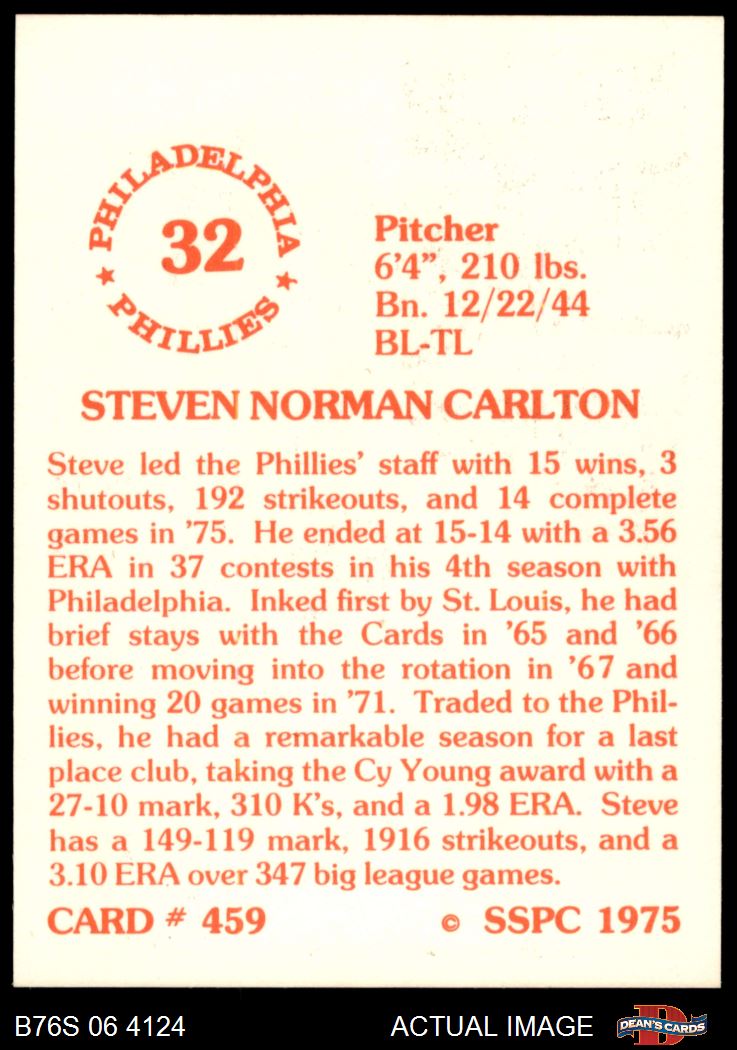 PHILADELPHIA
32
★ PHILLIES ★
Pitcher
6'4", 210 lbs.
Bn. 12/22/44
BL-TL
STEVEN NORMAN CARLTON
Steve led the Phillies' staff with 15 wins, 3
shutouts, 192 strikeouts, and 14 complete
games in '75. He ended at 15-14 with a 3.56
ERA in 37 contests in his 4th season with
Philadelphia. Inked first by St. Louis, he had
brief stays with the Cards in '65 and '66
before moving into the rotation in '67 and
winning 20 games in '71. Traded to the Phil-
lies, he had a remarkable season for a last
place club, taking the Cy Young award with a
27-10 mark, 310 K's, and a 1.98 ERA. Steve
has a 149-119 mark, 1916 strikeouts, and a
3.10 ERA over 347 big league games.
CARD # 459 © SSPC 1975
B76S 06 4124 ACTUAL IMAGE D DEAN'S CARDS